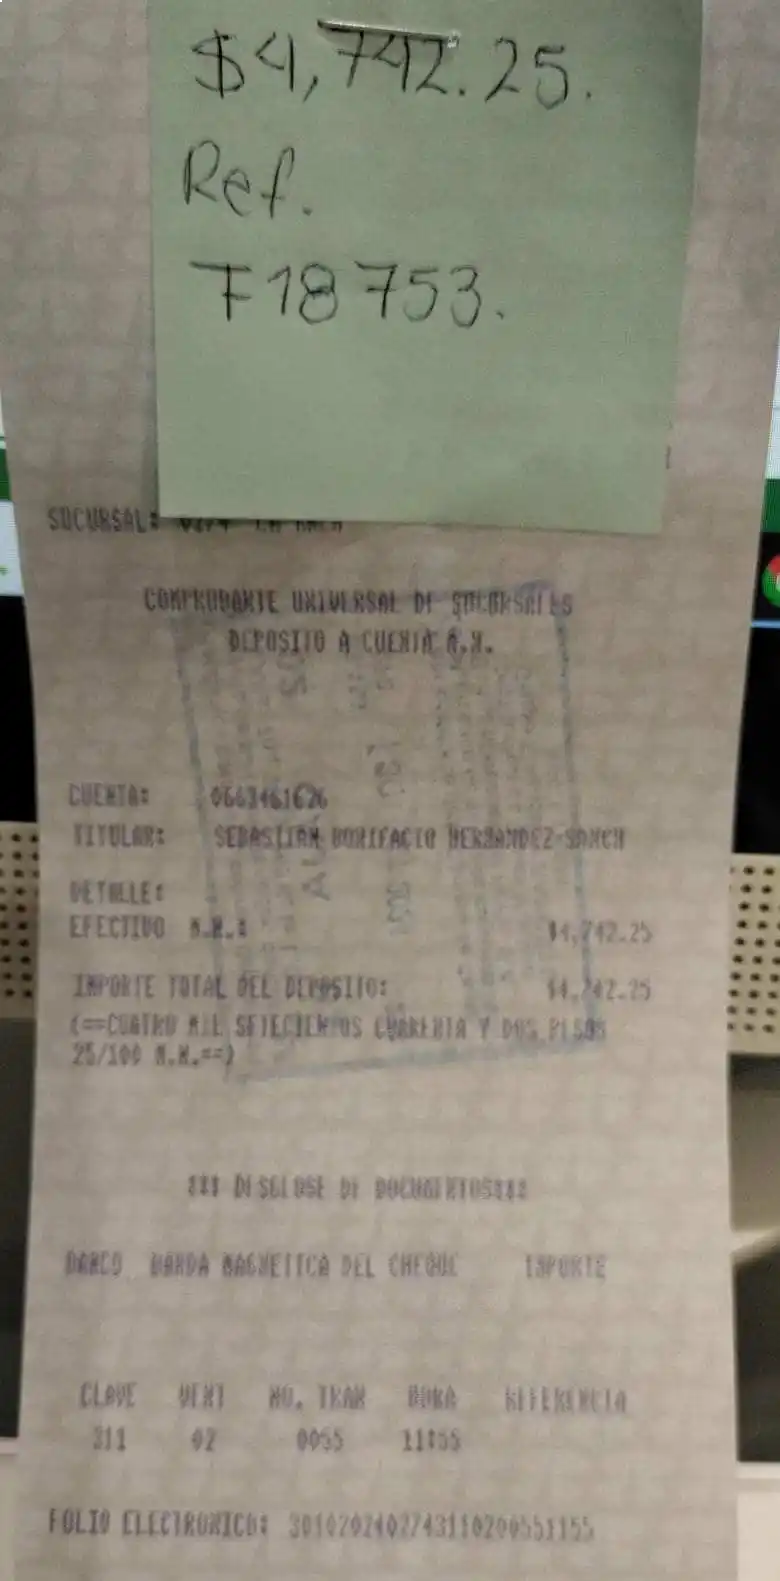 $4,742.25.
Ref.
F18753.
SUCURSAL: 0274
COMPROBANTE UNIVERSAL DE SUCURSALES
DEPOSITO A CUENTA M.N.
CUENTA: 0663461626
TITULAR: SEBASTIAN BONIFACIO HERNANDEZ-SANCH
DETALLE:
EFECTIVO M.N.: $4,742.25
IMPORTE TOTAL DEL DEPOSITO: $4,742.25
(==CUATRO MIL SETECIENTOS CUARENTA Y DOS PESOS
25/100 M.N.==)
*** DESGLOSE DE DOCUMENTOS***
BANCO BANDA MAGNETICA DEL CHEQUE IMPORTE
CLAVE VENT NO. TRAN HORA REFERENCIA
311 02 0055 11:55
FOLIO ELECTRONICO: